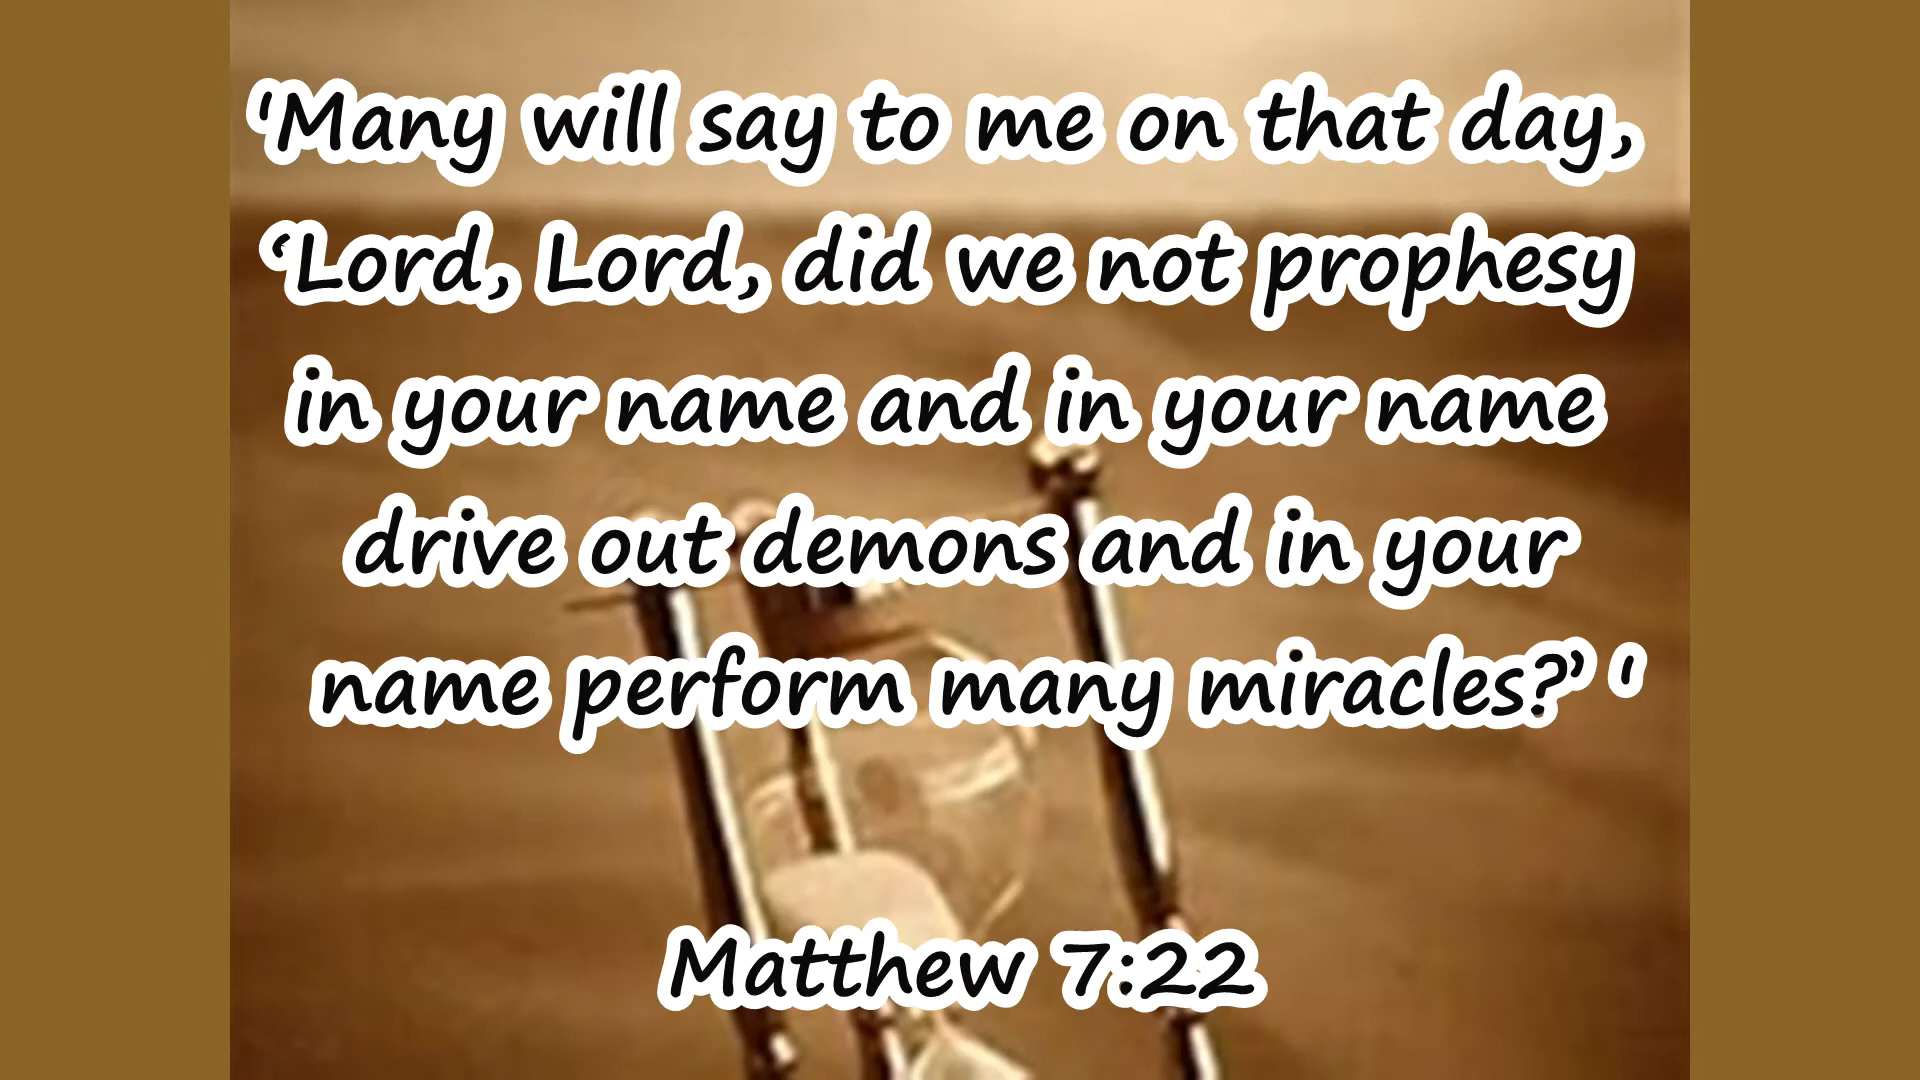 'Many will say to me on that day,
‘Lord, Lord, did we not prophesy
in your name and in your name
drive out demons and in your
name perform many miracles?’ '
Matthew 7:22